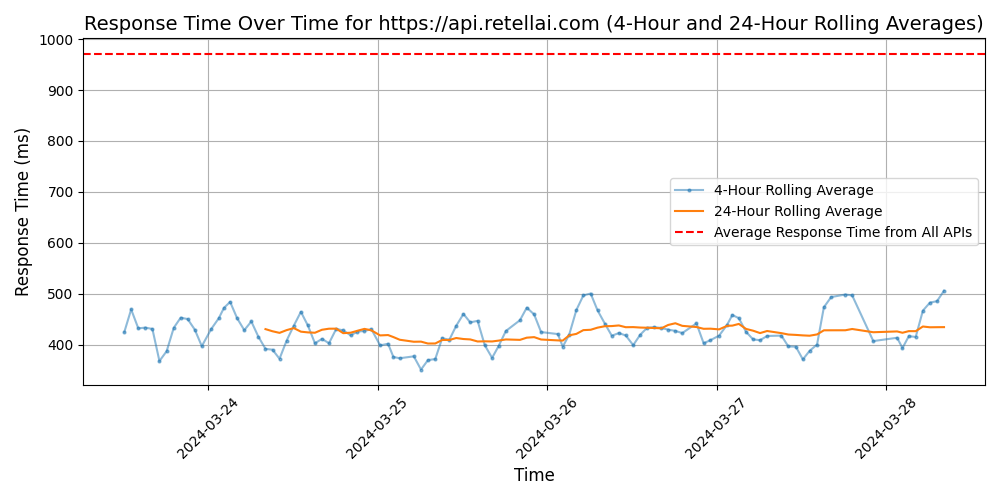 Response Time Over Time for https://api.retellai.com (4-Hour and 24-Hour Rolling Averages)
1000
900
800
700
600
500
400
Response Time (ms)
4-Hour Rolling Average
24-Hour Rolling Average
Average Response Time from All APIs
2024-03-24
2024-03-25
2024-03-26
2024-03-27
2024-03-28
Time